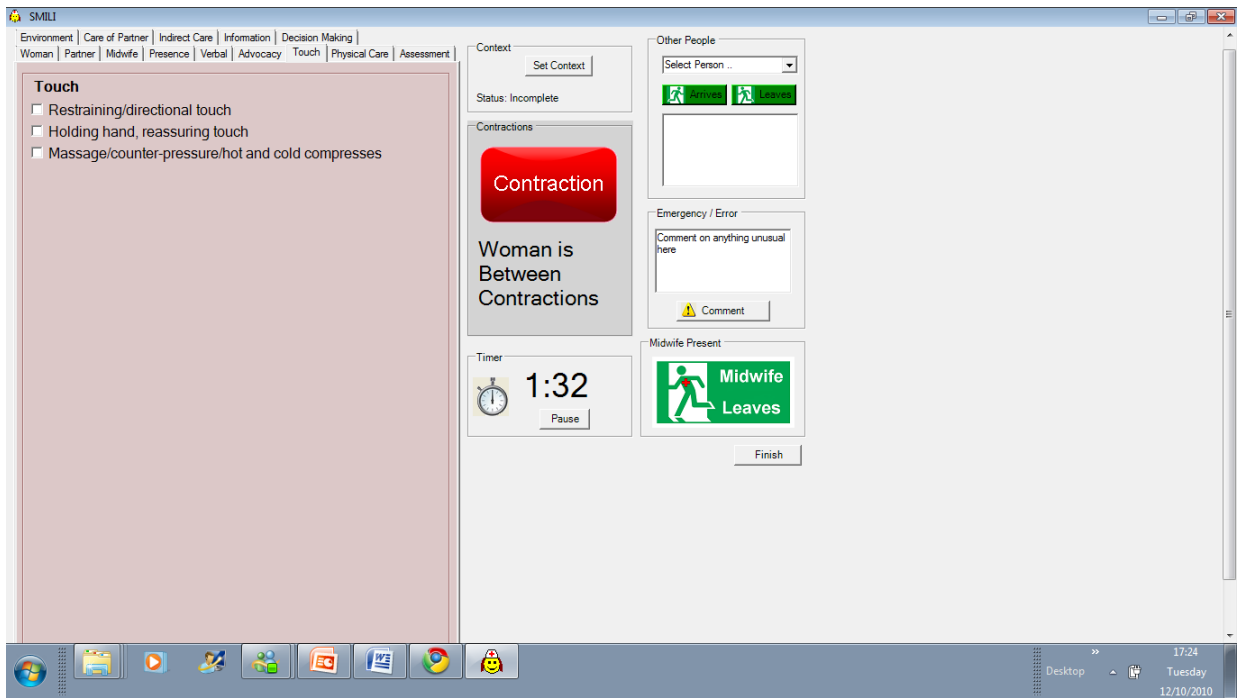 SMILI
Environment Care of Partner Indirect Care Information Decision Making
Woman Partner Midwife Presence Verbal Advocacy Touch Physical Care Assessment
Touch
Restraining/directional touch
Holding hand, reassuring touch
Massage/counter-pressure/hot and cold compresses
Context
Set Context
Status: Incomplete
Contractions
Contraction
Woman is
Between
Contractions
Timer
1:32
Pause
Other People
Select Person ..
Arrives Leaves
Emergency / Error
Comment on anything unusual
here
Comment
Midwife Present
Midwife
Leaves
Finish
Desktop
17:24
Tuesday
12/10/2010